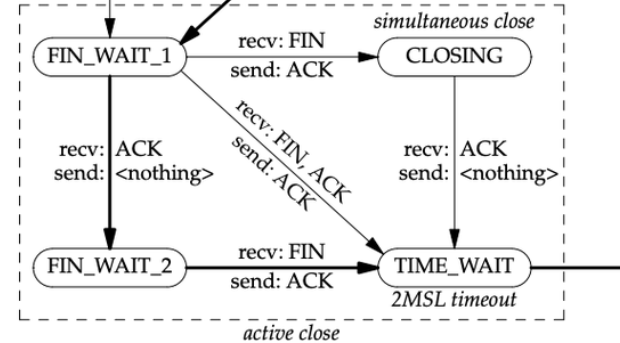 simultaneous close
FIN_WAIT_1
recv: FIN
send: ACK
CLOSING
recv: ACK
send: <nothing>
recv: FIN, ACK
send: ACK
recv: ACK
send: <nothing>
FIN_WAIT_2
recv: FIN
send: ACK
TIME_WAIT
2MSL timeout
active close